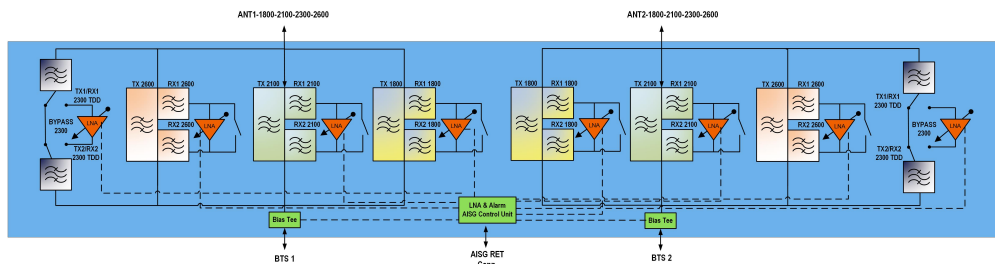 ANT1-1800-2100-2300-2600
ANT2-1800-2100-2300-2600
TX1/RX1
2300 TDD
BYPASS
2300
LNA
TX2/RX2
2300 TDD
TX 2600
RX1 2600
RX2 2600
LNA
TX 2100
RX1 2100
RX2 2100
LNA
TX 1800
RX1 1800
RX2 1800
LNA
TX 1800
RX1 1800
RX2 1800
LNA
TX 2100
RX1 2100
RX2 2100
LNA
TX 2600
RX1 2600
RX2 2600
LNA
TX1/RX1
2300 TDD
BYPASS
2300
LNA
TX2/RX2
2300 TDD
LNA & Alarm
AISG Control Unit
Bias Tee
Bias Tee
BTS 1
AISG RET
BTS 2